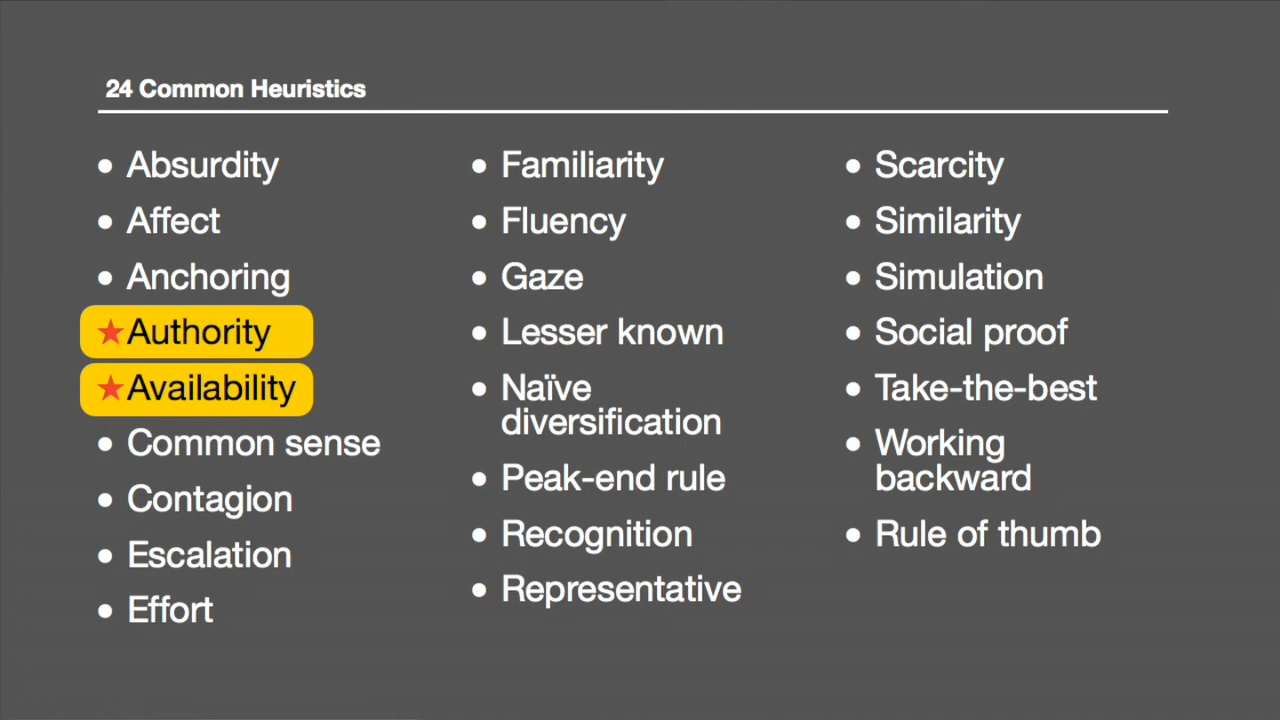 24 Common Heuristics
• Absurdity
• Affect
• Anchoring
★Authority
★Availability
• Common sense
• Contagion
• Escalation
• Effort
• Familiarity
• Fluency
• Gaze
• Lesser known
• Naïve
diversification
• Peak-end rule
• Recognition
• Representative
• Scarcity
• Similarity
• Simulation
• Social proof
• Take-the-best
• Working
backward
• Rule of thumb